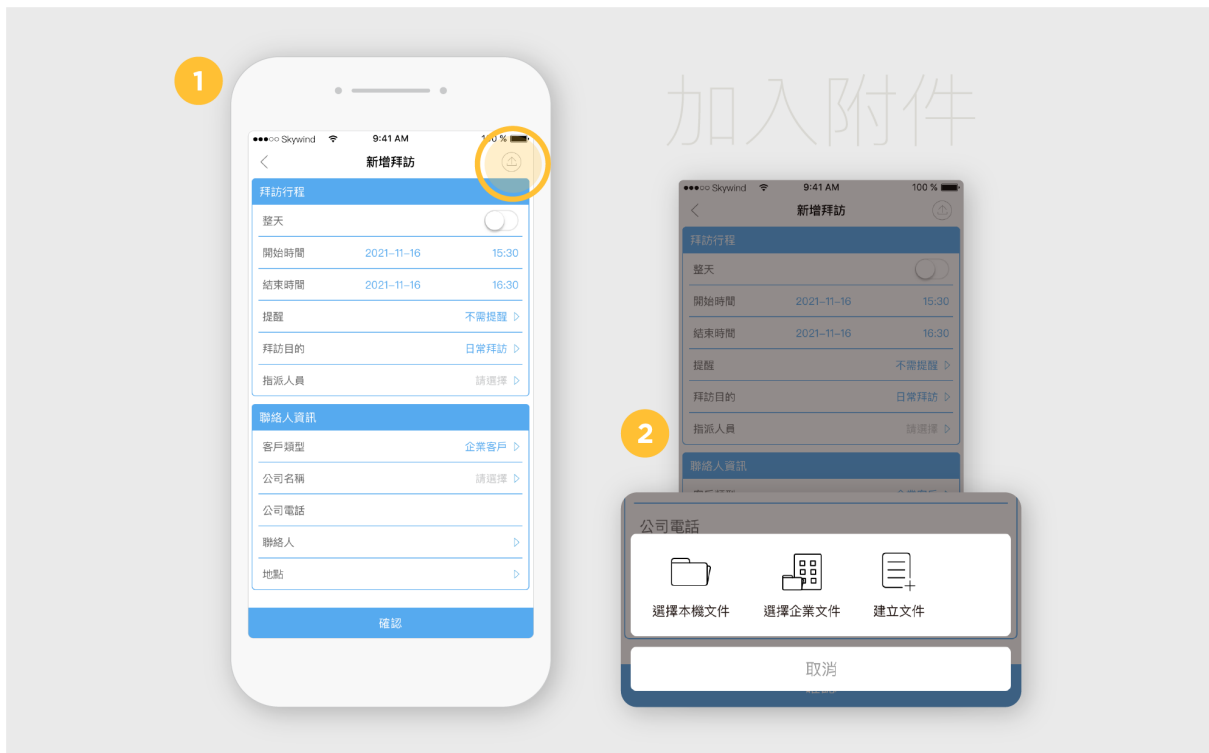 1
●●●○○ Skywind 9:41 AM 100 %
新增拜訪
拜訪行程
整天
開始時間 2021–11–16 15:30
結束時間 2021–11–16 16:30
提醒 不需提醒
拜訪目的 日常拜訪
指派人員 請選擇
聯絡人資訊
客戶類型 企業客戶
公司名稱 請選擇
公司電話
聯絡人
地點
確認
加入附件
●●●○○ Skywind 9:41 AM 100 %
新增拜訪
拜訪行程
整天
開始時間 2021–11–16 15:30
結束時間 2021–11–16 16:30
提醒 不需提醒
拜訪目的 日常拜訪
指派人員 請選擇
2
聯絡人資訊
公司電話
選擇本機文件 選擇企業文件 建立文件
取消